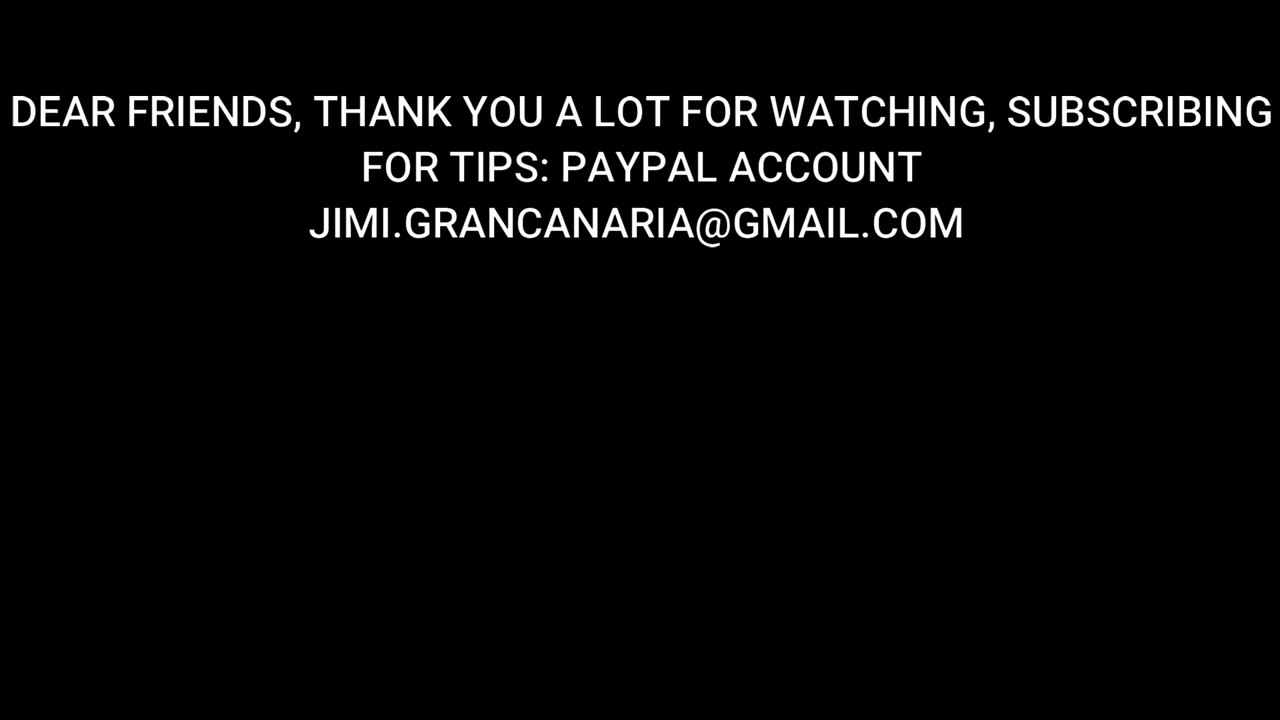 DEAR FRIENDS, THANK YOU A LOT FOR WATCHING, SUBSCRIBING
FOR TIPS: PAYPAL ACCOUNT
JIMI.GRANCANARIA@GMAIL.COM